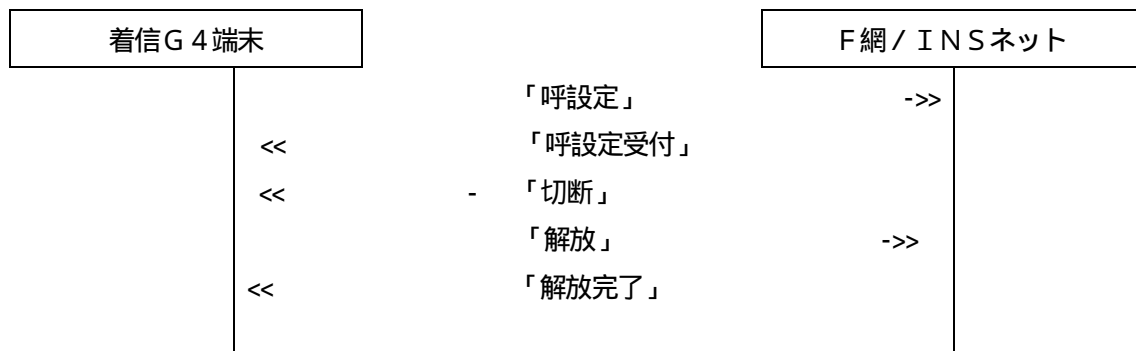 着信Ｇ４端末　Ｆ網/ＩＮＳネット
「呼設定」 ->>
<< 「呼設定受付」
<< - 「切断」
「解放」 ->>
<< 「解放完了」